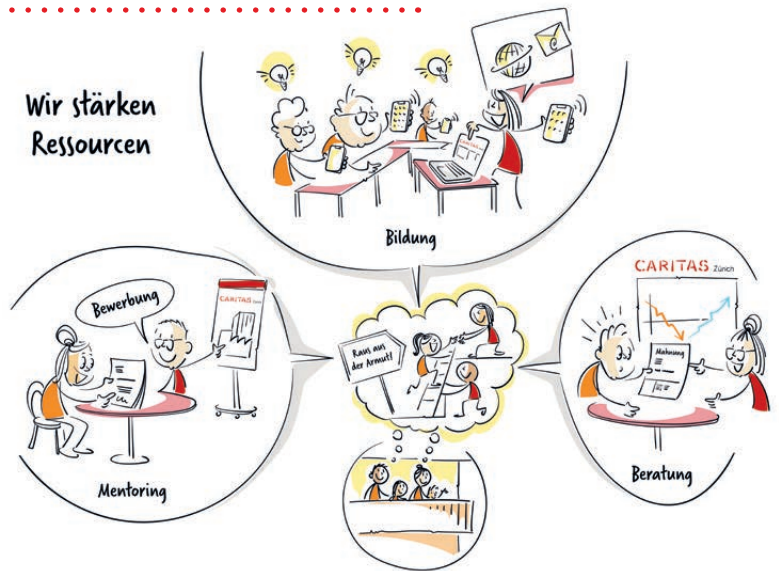 Wir stärken
Ressourcen
Bildung
Bewerbung
CARITAS
Mentoring
Raus aus
der Armut!
CARITAS Zürich
Mahnung
Beratung